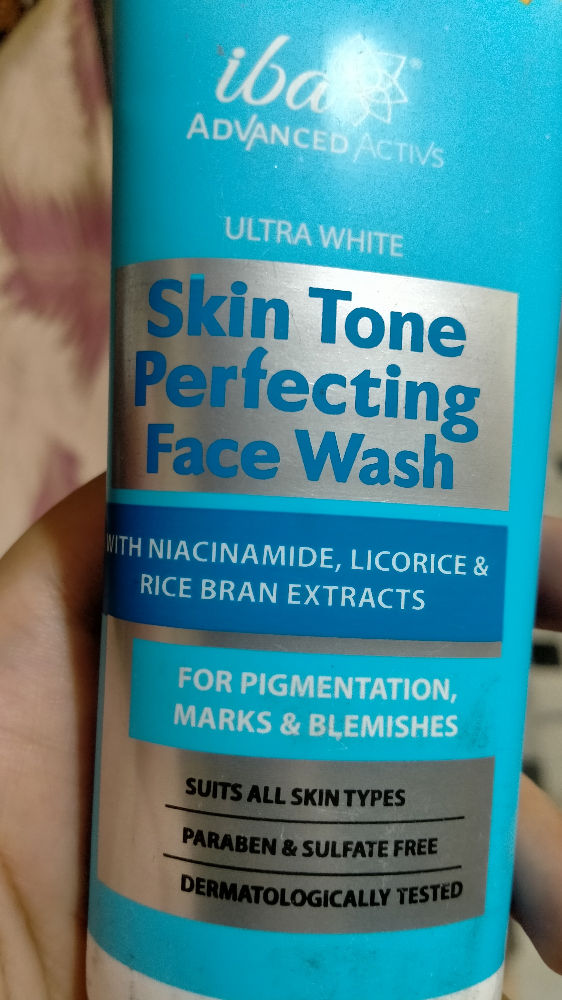 iba®
ADVANCED ACTIVS
ULTRA WHITE
Skin Tone
Perfecting
Face Wash
WITH NIACINAMIDE, LICORICE &
RICE BRAN EXTRACTS
FOR PIGMENTATION,
MARKS & BLEMISHES
SUITS ALL SKIN TYPES
PARABEN & SULFATE FREE
DERMATOLOGICALLY TESTED